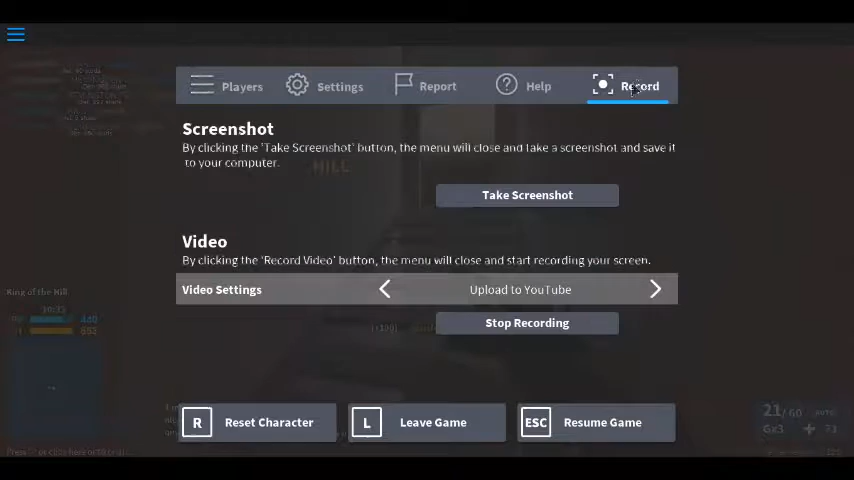 Players Settings Report Help Record
Screenshot
By clicking the 'Take Screenshot' button, the menu will close and take a screenshot and save it
to your computer.
HILL
Take Screenshot
Video
By clicking the 'Record Video' button, the menu will close and start recording your screen.
Video Settings Upload to YouTube
King of the Hill
Stop Recording
R Reset Character L Leave Game ESC Resume Game
21/60 AUTO